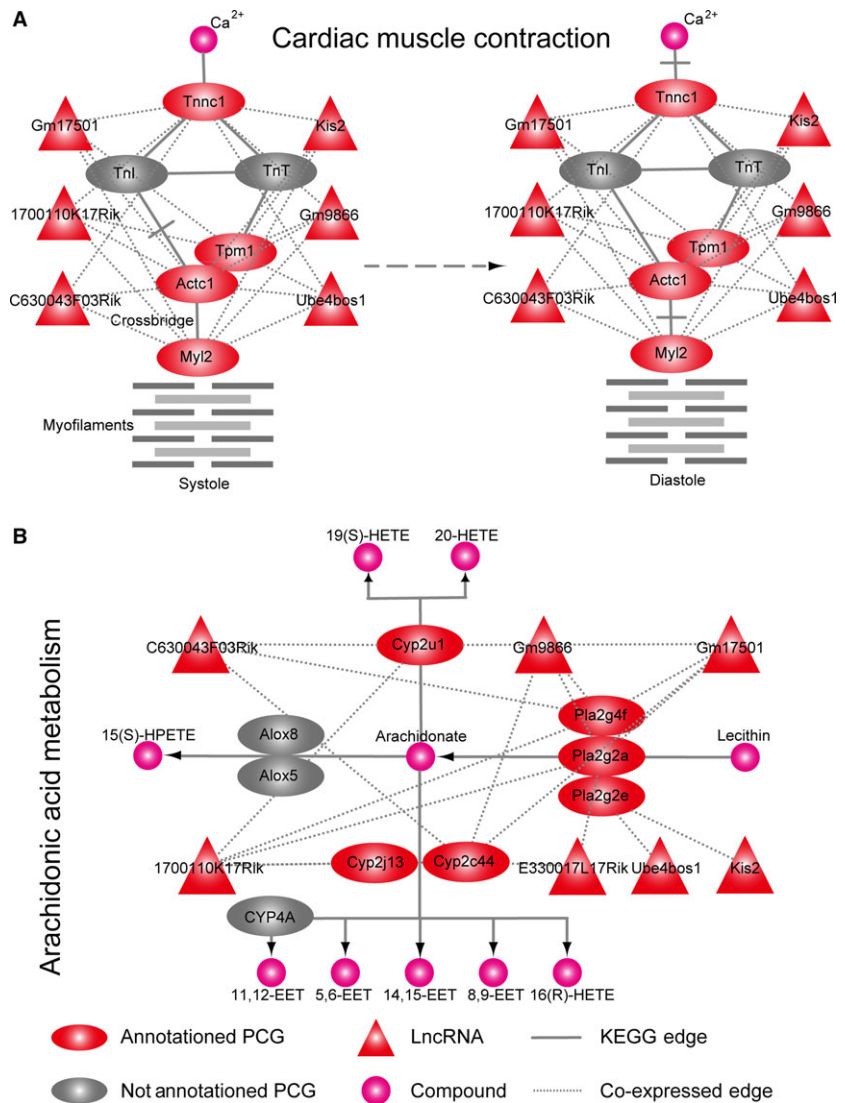 A
Cardiac muscle contraction
Ca2+
Tnnc1
Gm17501
Kis2
TnI
TnT
1700110K17Rik
Gm9866
Tpm1
Actc1
C630043F03Rik
Ube4bos1
Crossbridge
Myl2
Myofilaments
Systole
Ca2+
Tnnc1
Gm17501
Kis2
TnI
TnT
1700110K17Rik
Gm9866
Tpm1
Actc1
C630043F03Rik
Ube4bos1
Myl2
Diastole
B
Arachidonic acid metabolism
19(S)-HETE
20-HETE
C630043F03Rik
Cyp2u1
Gm9866
Gm17501
Pla2g4f
15(S)-HPETE
Alox8
Arachidonate
Pla2g2a
Lecithin
Alox5
Pla2g2e
1700110K17Rik
Cyp2j13
Cyp2c44
E330017L17Rik
Ube4bos1
Kis2
CYP4A
11,12-EET
5,6-EET
14,15-EET
8,9-EET
16(R)-HETE
Annotationed PCG
LncRNA
KEGG edge
Not annotationed PCG
Compound
Co-expressed edge